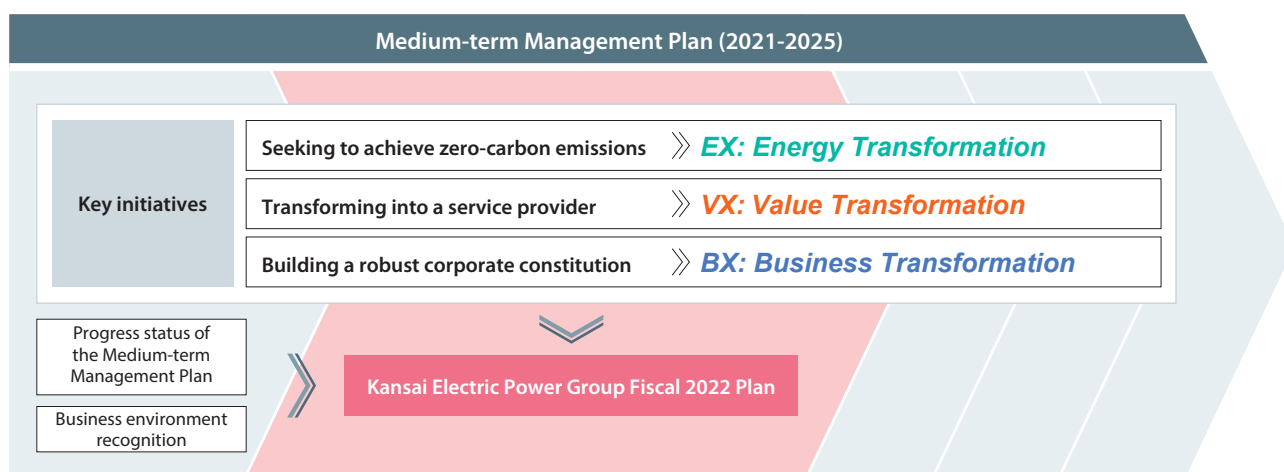 Medium-term Management Plan (2021-2025)
Key initiatives
Seeking to achieve zero-carbon emissions
EX: Energy Transformation
Transforming into a service provider
VX: Value Transformation
Building a robust corporate constitution
BX: Business Transformation
Progress status of
the Medium-term
Management Plan
Business environment
recognition
Kansai Electric Power Group Fiscal 2022 Plan